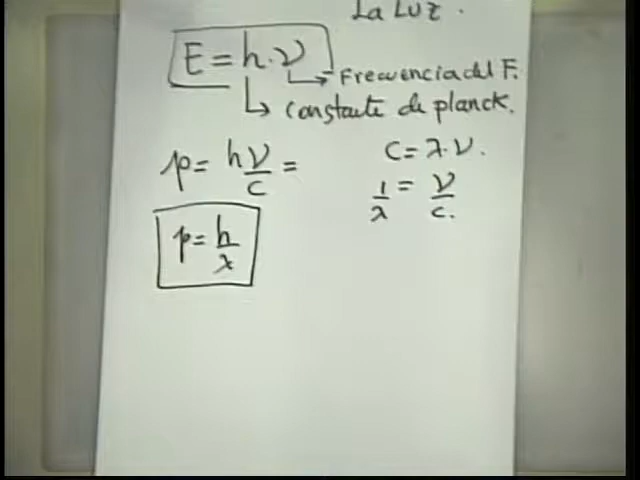 La Luz.
E = h·ν
Frecuencia del F.
Constante de planck.
p = hν/c =
c = λ·ν.
1/λ = ν/c.
p = h/λ